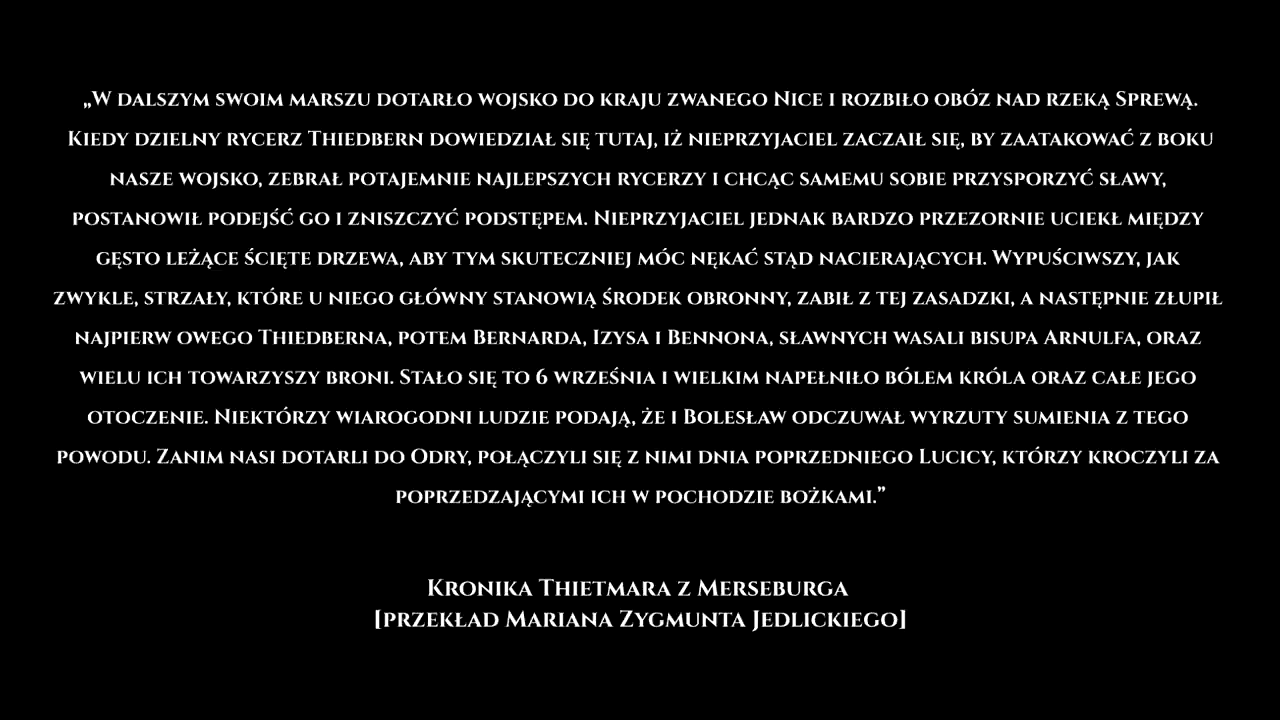 „W dalszym swoim marszu dotarło wojsko do kraju zwanego Nice i rozbiło obóz nad rzeką Sprewą.
Kiedy dzielny rycerz Thiedbern dowiedział się tutaj, iż nieprzyjaciel zaczaił się, by zaatakować z boku
nasze wojsko, zebrał potajemnie najlepszych rycerzy i chcąc samemu sobie przysporzyć sławy,
postanowił podejść go i zniszczyć podstępem. Nieprzyjaciel jednak bardzo przezornie uciekł między
gęsto leżące ścięte drzewa, aby tym skuteczniej móc nękać stąd nacierających. Wypuściwszy, jak
zwykle, strzały, które u niego główny stanowią środek obronny, zabił z tej zasadzki, a następnie złupił
najpierw owego Thiedberna, potem Bernarda, Izysa i Bennona, sławnych wasali bisupa Arnulfa, oraz
wielu ich towarzyszy broni. Stało się to 6 września i wielkim napełniło bólem króla oraz całe jego
otoczenie. Niektórzy wiarogodni ludzie podają, że i Bolesław odczuwał wyrzuty sumienia z tego
powodu. Zanim nasi dotarli do Odry, połączyli się z nimi dnia poprzedniego Lucicy, którzy kroczyli za
poprzedzającymi ich w pochodzie bożkami.”
Kronika Thietmara z Merseburga
[przekład Mariana Zygmunta Jedlickiego]